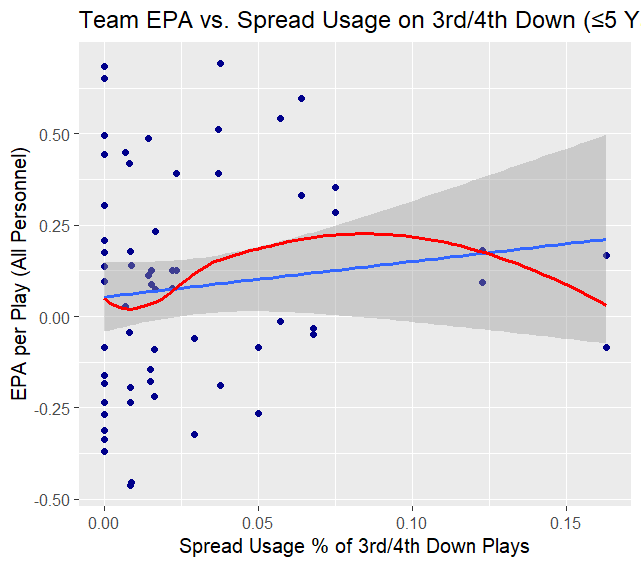 Team EPA vs. Spread Usage on 3rd/4th Down (≤5 Y
EPA per Play (All Personnel)
0.50
0.25
0.00
-0.25
-0.50
0.00 0.05 0.10 0.15
Spread Usage % of 3rd/4th Down Plays